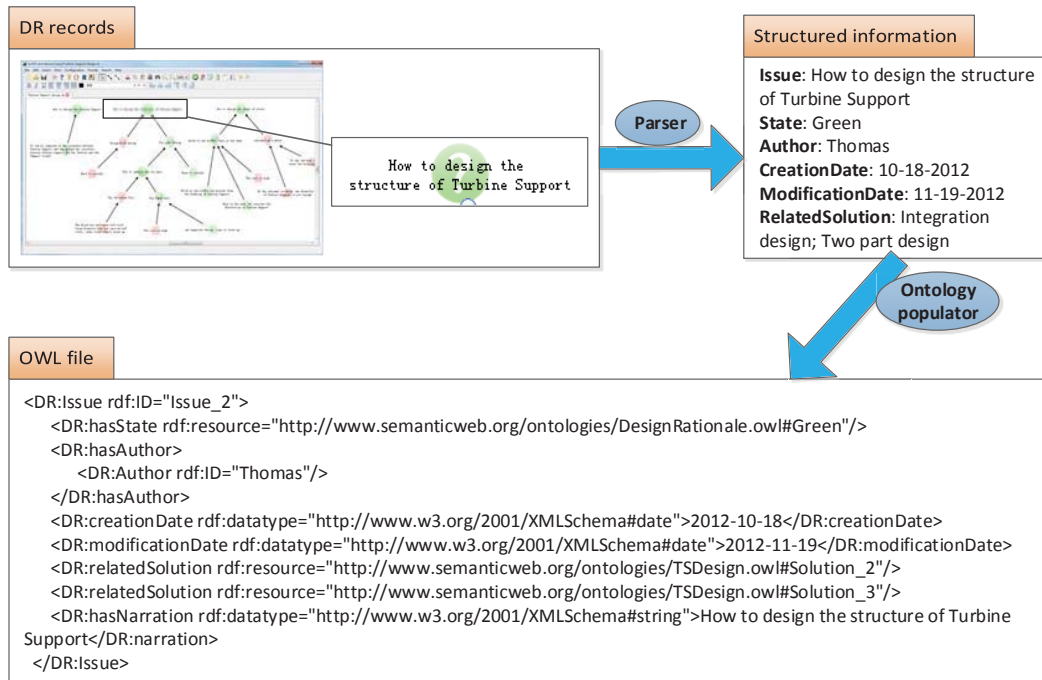 DR records
How to design the
structure of Turbine Support
Parser
Structured information
Issue: How to design the structure
of Turbine Support
State: Green
Author: Thomas
CreationDate: 10-18-2012
ModificationDate: 11-19-2012
RelatedSolution: Integration
design; Two part design
Ontology
populator
OWL file
<DR:Issue rdf:ID="Issue_2">
<DR:hasState rdf:resource="http://www.semanticweb.org/ontologies/DesignRationale.owl#Green"/>
<DR:hasAuthor>
<DR:Author rdf:ID="Thomas"/>
</DR:hasAuthor>
<DR:creationDate rdf:datatype="http://www.w3.org/2001/XMLSchema#date">2012-10-18</DR:creationDate>
<DR:modificationDate rdf:datatype="http://www.w3.org/2001/XMLSchema#date">2012-11-19</DR:modificationDate>
<DR:relatedSolution rdf:resource="http://www.semanticweb.org/ontologies/TSDesign.owl#Solution_2"/>
<DR:relatedSolution rdf:resource="http://www.semanticweb.org/ontologies/TSDesign.owl#Solution_3"/>
<DR:hasNarration rdf:datatype="http://www.w3.org/2001/XMLSchema#string">How to design the structure of Turbine
Support</DR:narration>
</DR:Issue>